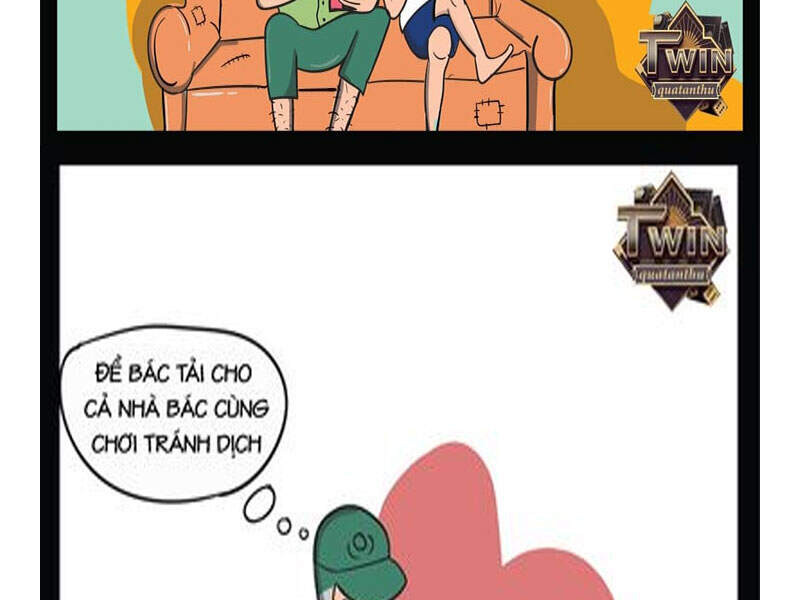 TWIN
quatanthu
TWIN
quatanthu
ĐỂ BÁC TẢI CHO
CẢ NHÀ BÁC CÙNG
CHƠI TRÁNH DỊCH